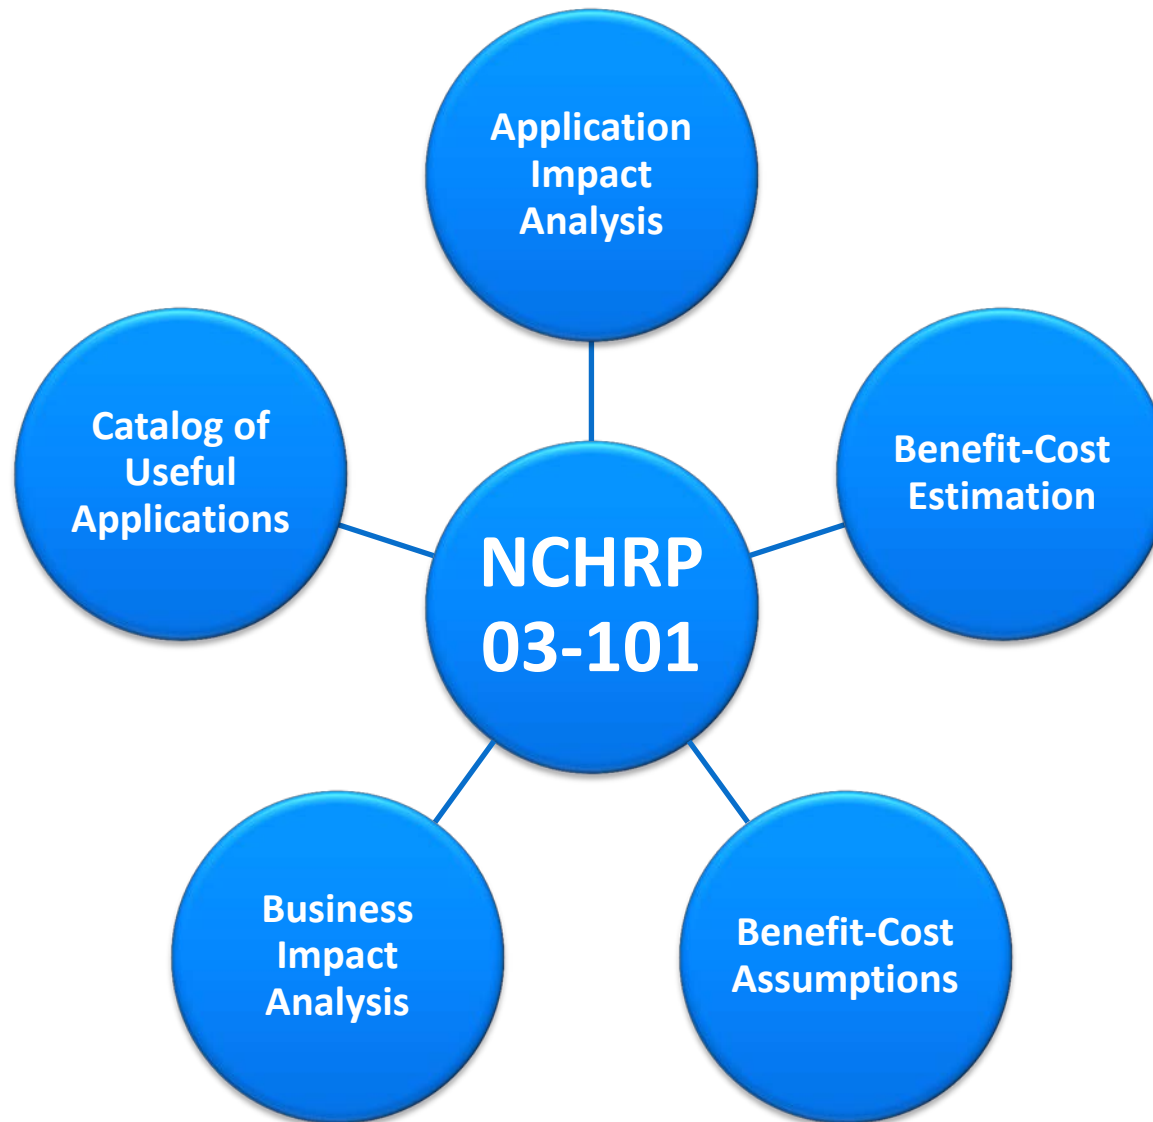 Application
Impact
Analysis
Catalog of
Useful
Applications
Benefit-Cost
Estimation
NCHRP
03-101
Business
Impact
Analysis
Benefit-Cost
Assumptions